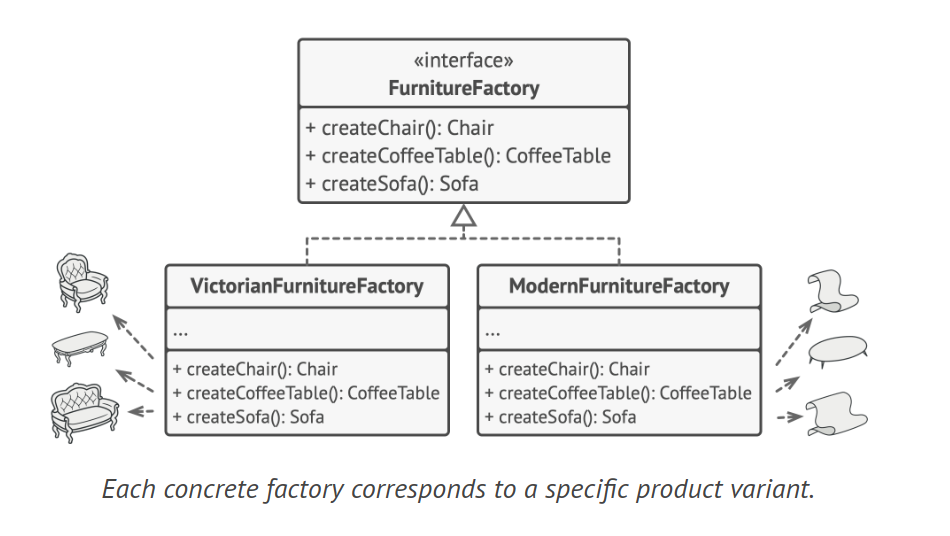 «interface»
FurnitureFactory
+ createChair(): Chair
+ createCoffeeTable(): CoffeeTable
+ createSofa(): Sofa
VictorianFurnitureFactory
...
+ createChair(): Chair
+ createCoffeeTable(): CoffeeTable
+ createSofa(): Sofa
ModernFurnitureFactory
...
+ createChair(): Chair
+ createCoffeeTable(): CoffeeTable
+ createSofa(): Sofa
Each concrete factory corresponds to a specific product variant.